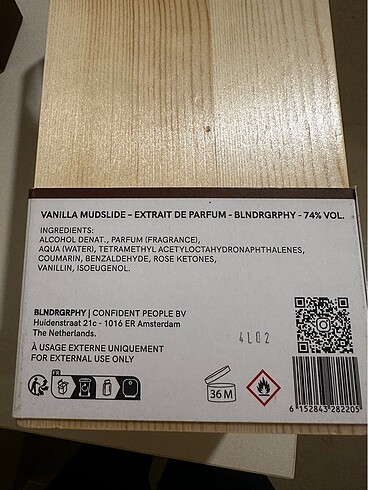 VANILLA MUDSLIDE – EXTRAIT DE PARFUM - BLNDRGRPHY - 74% VOL.
INGREDIENTS:
ALCOHOL DENAT., PARFUM (FRAGRANCE),
AQUA (WATER), TETRAMETHYL ACETYLOCTAHYDRONAPHTHALENES,
COUMARIN, BENZALDEHYDE, ROSE KETONES,
VANILLIN, ISOEUGENOL.
BLNDRGRPHY | CONFIDENT PEOPLE BV
Huidenstraat 21c - 1016 ER Amsterdam
The Netherlands.
4L02
À USAGE EXTERNE UNIQUEMENT
FOR EXTERNAL USE ONLY
FR
36 M
6 152843 282205